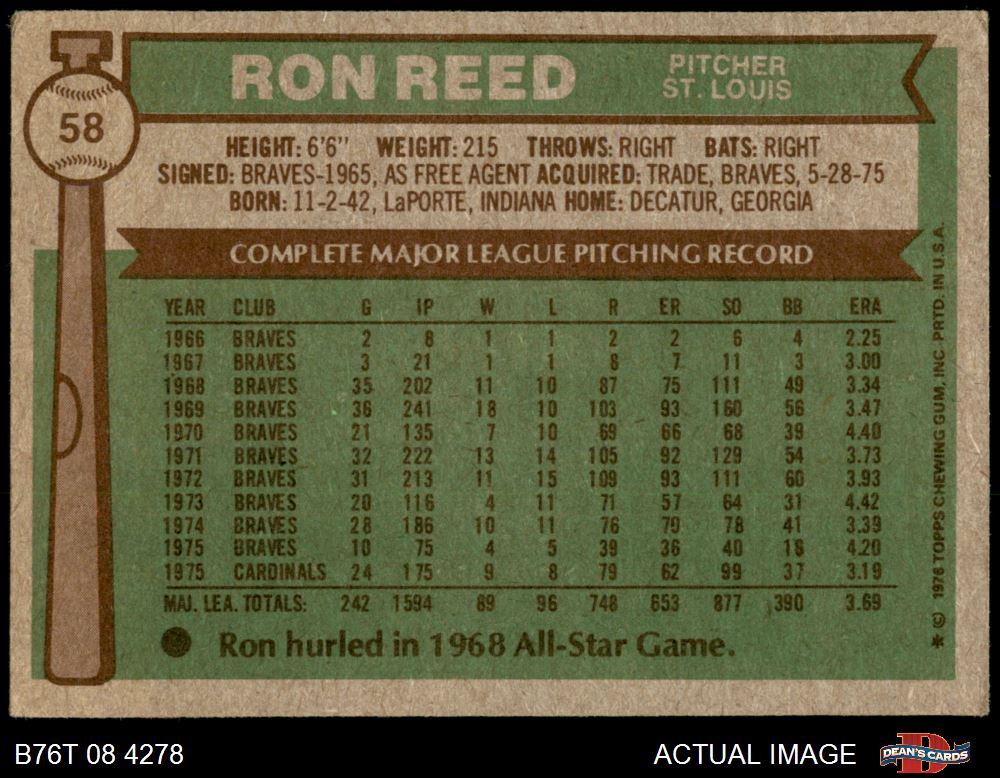 58
RON REED
PITCHER
ST. LOUIS
HEIGHT: 6'6" WEIGHT: 215 THROWS: RIGHT BATS: RIGHT
SIGNED: BRAVES-1965, AS FREE AGENT ACQUIRED: TRADE, BRAVES, 5-28-75
BORN: 11-2-42, LaPORTE, INDIANA HOME: DECATUR, GEORGIA
COMPLETE MAJOR LEAGUE PITCHING RECORD
YEAR CLUB G IP W L R ER SO BB ERA
1966 BRAVES 2 8 1 1 2 2 6 4 2.25
1967 BRAVES 3 21 1 1 8 7 11 3 3.00
1968 BRAVES 35 202 11 10 87 75 111 49 3.34
1969 BRAVES 36 241 18 10 103 93 160 56 3.47
1970 BRAVES 21 135 7 10 69 66 68 39 4.40
1971 BRAVES 32 222 13 14 105 92 129 54 3.73
1972 BRAVES 31 213 11 15 109 93 111 60 3.93
1973 BRAVES 20 116 4 11 71 57 64 31 4.42
1974 BRAVES 28 186 10 11 76 70 78 41 3.39
1975 BRAVES 10 75 4 5 39 36 40 18 4.20
1975 CARDINALS 24 175 9 8 79 62 99 37 3.19
MAJ. LEA. TOTALS: 242 1594 89 96 748 653 877 390 3.69
Ron hurled in 1968 All-Star Game.
* © 1976 TOPPS CHEWING GUM, INC. PRTD. IN U.S.A.
B76T 08 4278
ACTUAL IMAGE
D
DEAN'S CARDS